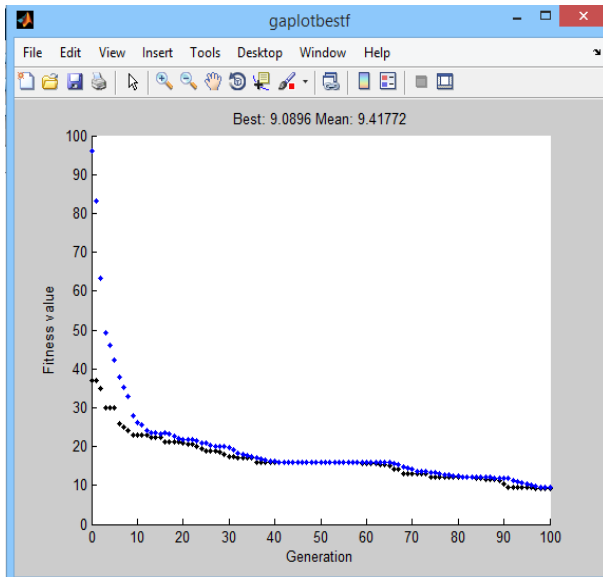 gaplotbestf
File Edit View Insert Tools Desktop Window Help
Best: 9.0896 Mean: 9.41772
100
90
80
70
60
50
40
30
20
10
0
Fitness value
0 10 20 30 40 50 60 70 80 90 100
Generation